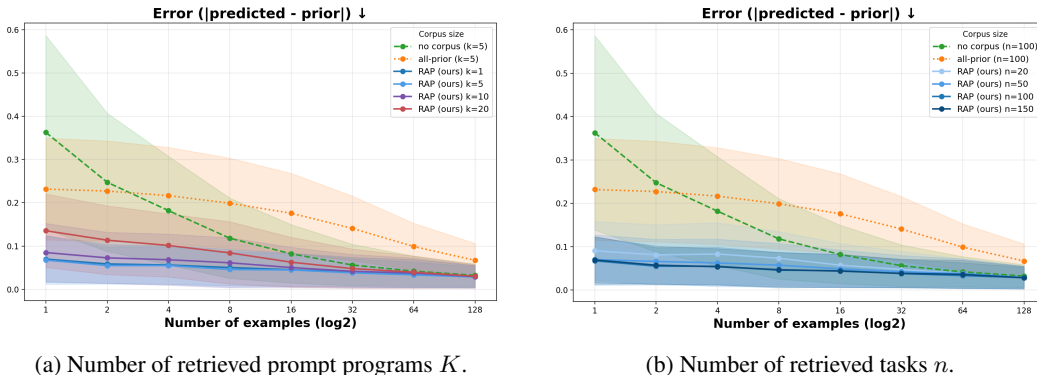 Error (|predicted - prior|) ↓
0.6
0.5
0.4
0.3
0.2
0.1
0.0
Corpus size
no corpus (k=5)
all-prior (k=5)
RAP (ours) k=1
RAP (ours) k=5
RAP (ours) k=10
RAP (ours) k=20
1 2 4 8 16 32 64 128
Number of examples (log2)
(a) Number of retrieved prompt programs K.
Error (|predicted - prior|) ↓
0.6
0.5
0.4
0.3
0.2
0.1
0.0
Corpus size
no corpus (n=100)
all-prior (n=100)
RAP (ours) n=20
RAP (ours) n=50
RAP (ours) n=100
RAP (ours) n=150
1 2 4 8 16 32 64 128
Number of examples (log2)
(b) Number of retrieved tasks n.